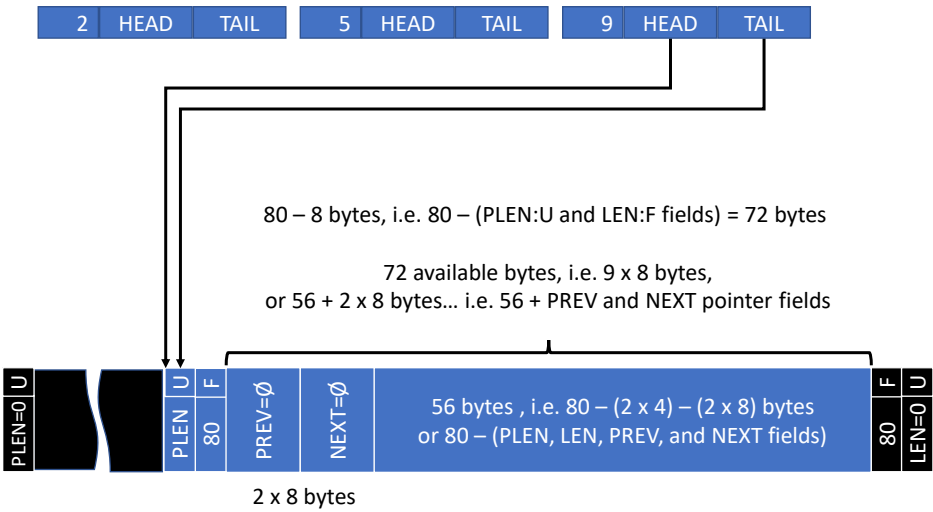 2 HEAD TAIL 5 HEAD TAIL 9 HEAD TAIL
80 – 8 bytes, i.e. 80 – (PLEN:U and LEN:F fields) = 72 bytes
72 available bytes, i.e. 9 x 8 bytes,
or 56 + 2 x 8 bytes... i.e. 56 + PREV and NEXT pointer fields
PLEN=0 U
PLEN U
80 F
PREV=Ø
NEXT=Ø
56 bytes , i.e. 80 – (2 x 4) – (2 x 8) bytes
or 80 – (PLEN, LEN, PREV, and NEXT fields)
80 F
LEN=0 U
2 x 8 bytes